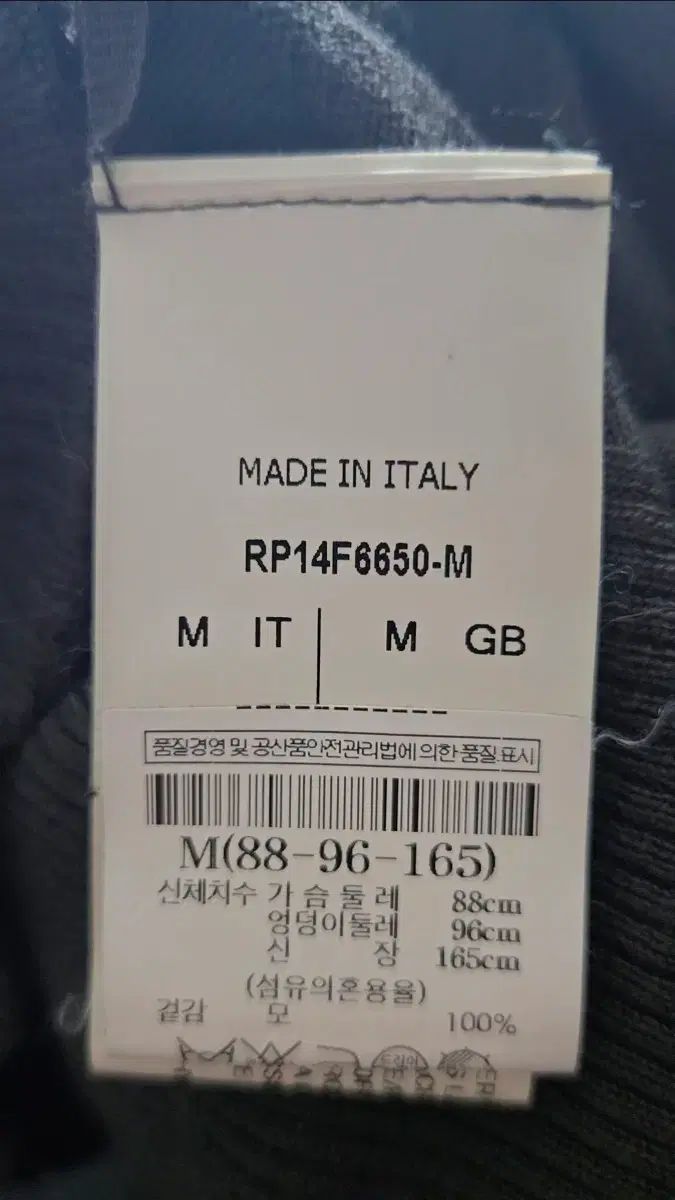 MADE IN ITALY
RP14F6650-M
M IT | M GB
품질경영 및 공산품안전관리법에 의한 품질표시
M(88-96-165)
신체치수 가슴둘레 88cm
엉덩이둘레 96cm
신장 165cm
(섬유의혼용율)
겉감 모 100%
드라이